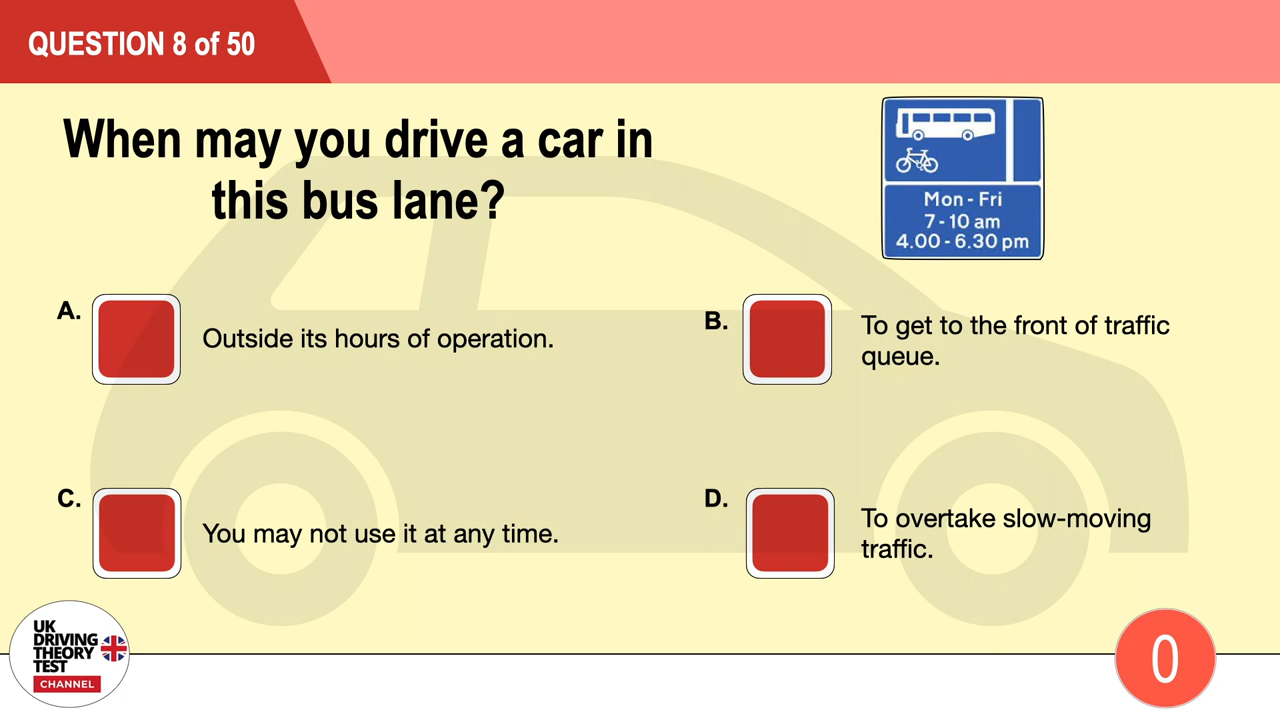 QUESTION 8 of 50
When may you drive a car in
this bus lane?
Mon - Fri
7 - 10 am
4.00 - 6.30 pm
A.
Outside its hours of operation.
B.
To get to the front of traffic
queue.
C.
You may not use it at any time.
D.
To overtake slow-moving
traffic.
UK
DRIVING
THEORY
TEST
CHANNEL
0